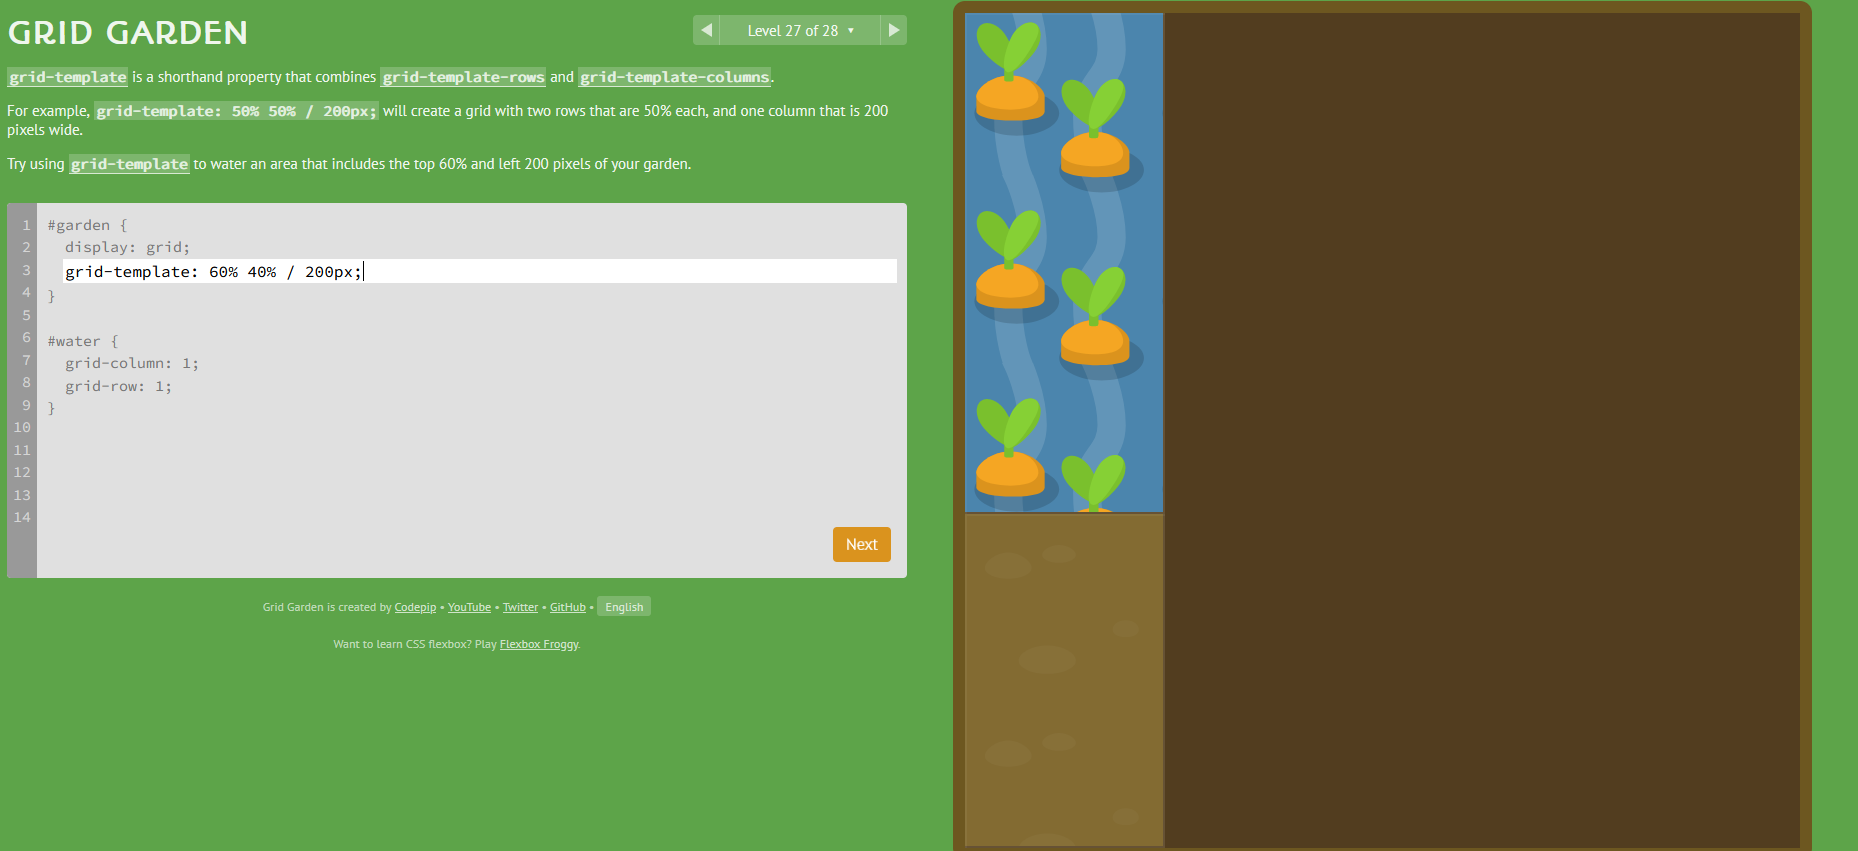 GRID GARDEN
◀ Level 27 of 28 ▼ ▶
grid-template is a shorthand property that combines grid-template-rows and grid-template-columns.
For example, grid-template: 50% 50% / 200px; will create a grid with two rows that are 50% each, and one column that is 200
pixels wide.
Try using grid-template to water an area that includes the top 60% and left 200 pixels of your garden.
1 #garden {
2 display: grid;
3 grid-template: 60% 40% / 200px;
4 }
5
6 #water {
7 grid-column: 1;
8 grid-row: 1;
9 }
10
11
12
13
14
Next
Grid Garden is created by Codepip • YouTube • Twitter • GitHub • English
Want to learn CSS flexbox? Play Flexbox Froggy.